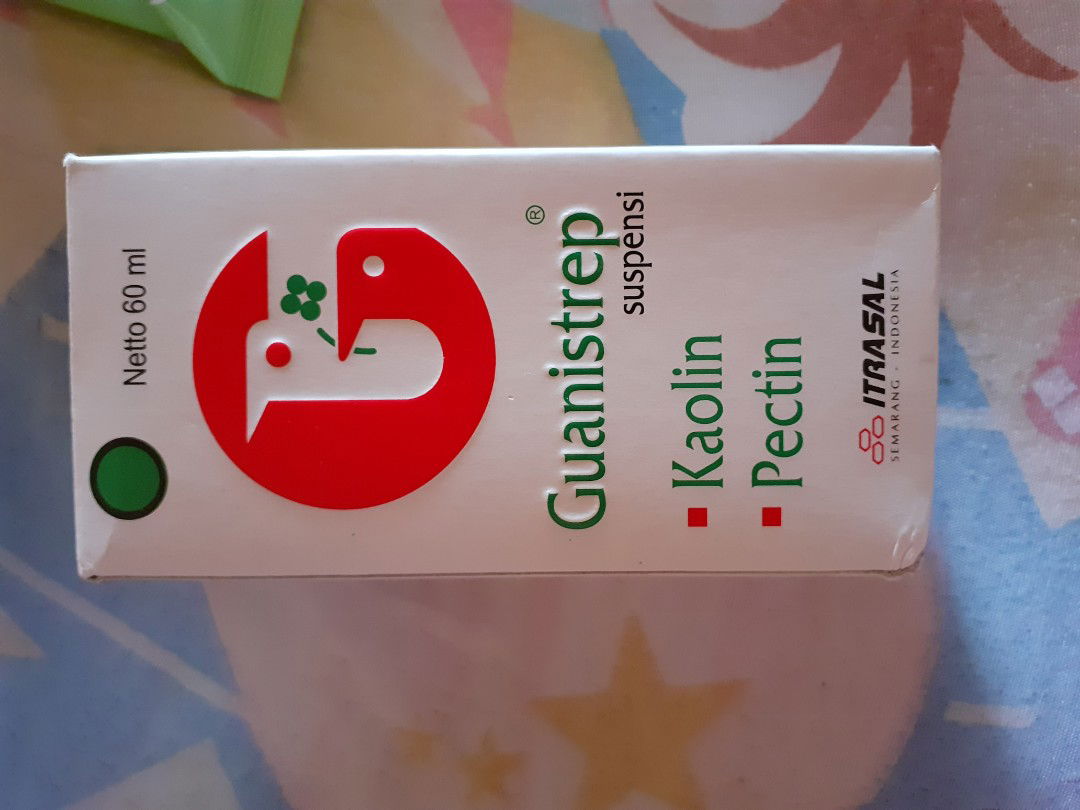 Netto 60 ml
Guanistrep®
suspensi
Kaolin
Pectin
ITRASAL
SEMARANG - INDONESIA